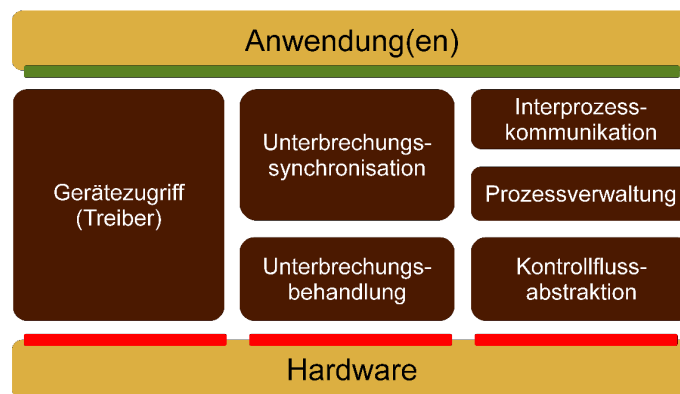 Anwendung(en)
Gerätezugriff
(Treiber)
Unterbrechungs-
synchronisation
Unterbrechungs-
behandlung
Interprozess-
kommunikation
Prozessverwaltung
Kontrollfluss-
abstraktion
Hardware